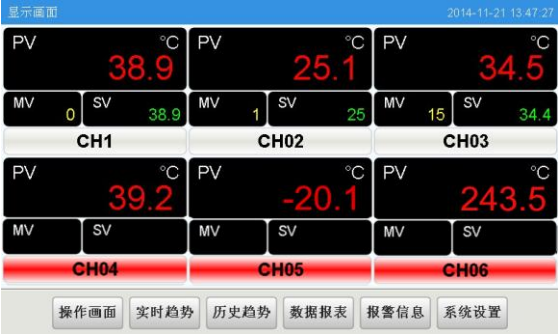 显示画面 2014-11-21 13:47:27
PV °C PV °C PV °C
38.9 25.1 34.5
MV 0 SV 38.9 MV 1 SV 25 MV 15 SV 34.4
CH1 CH02 CH03
PV °C PV °C PV °C
39.2 -20.1 243.5
MV SV MV SV MV SV
CH04 CH05 CH06
操作画面 实时趋势 历史趋势 数据报表 报警信息 系统设置